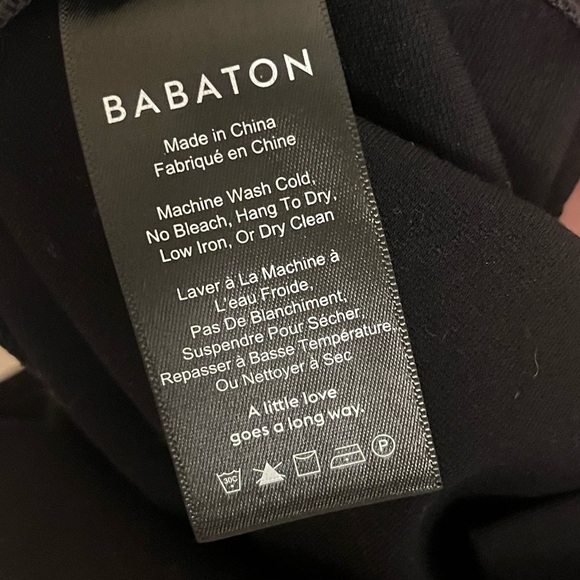 BABATON
Made in China
Fabriqué en Chine
Machine Wash Cold,
No Bleach, Hang To Dry,
Low Iron, Or Dry Clean
Laver à La Machine à
L'eau Froide,
Pas De Blanchiment,
Suspendre Pour Sécher,
Repasser à Basse Température,
Ou Nettoyer à Sec
A little love
goes a long way.
30C P